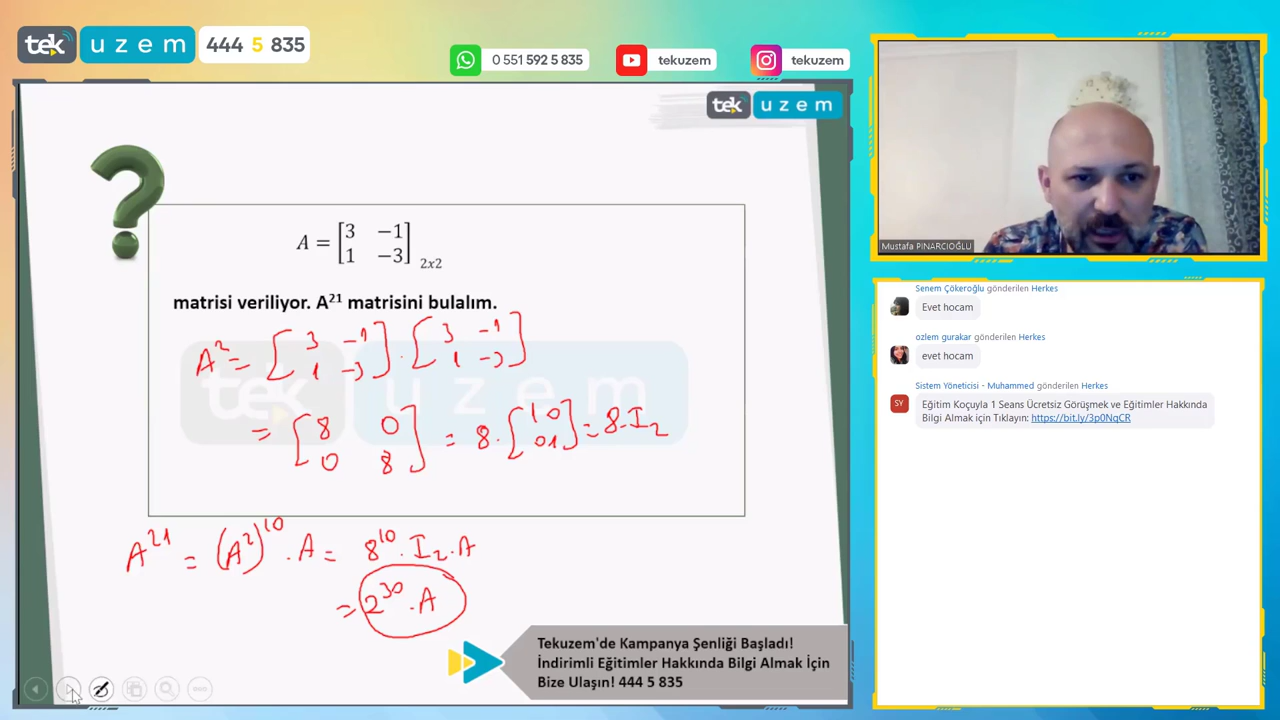 tek uzem 444 5 835
0 551 592 5 835 tekuzem tekuzem
tek uzem
A = [3 −1
1 −3] 2x2
matrisi veriliyor. A²¹ matrisini bulalım.
A² = [3 −1 1 −3] . [3 −1 1 −3]
= [8 0 0 8] = 8. [1 0 0 1] = 8.I₂
A²¹ = (A²)¹⁰ . A = 8¹⁰ . I₂ . A
= 2³⁰ . A
tek uzem
Tekuzem'de Kampanya Şenliği Başladı!
İndirimli Eğitimler Hakkında Bilgi Almak İçin
Bize Ulaşın! 444 5 835
Mustafa PINARCIOĞLU
Senem Çökeroğlu gönderilen Herkes
Evet hocam
ozlem gurakar gönderilen Herkes
evet hocam
Sistem Yöneticisi - Muhammed gönderilen Herkes
SY
Eğitim Koçuyla 1 Seans Ücretsiz Görüşmek ve Eğitimler Hakkında
Bilgi Almak için Tıklayın: https://bit.ly/3p0NqCR